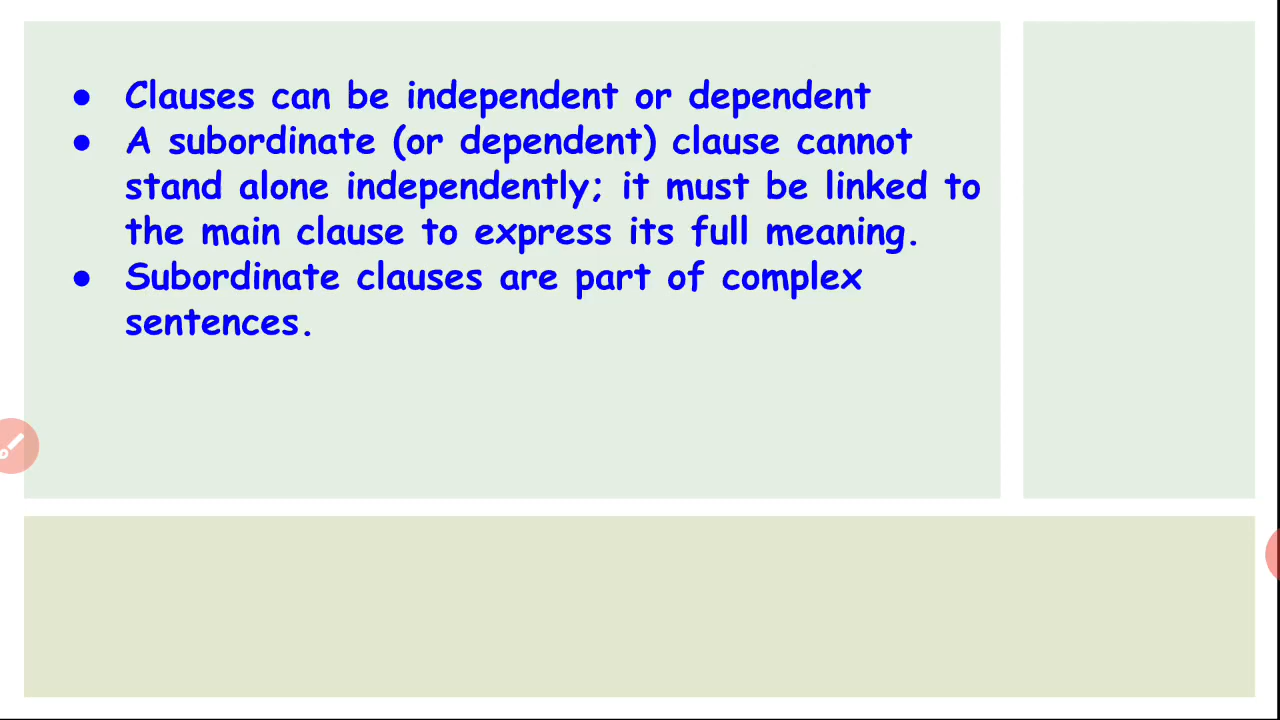 ● Clauses can be independent or dependent
● A subordinate (or dependent) clause cannot
stand alone independently; it must be linked to
the main clause to express its full meaning.
● Subordinate clauses are part of complex
sentences.